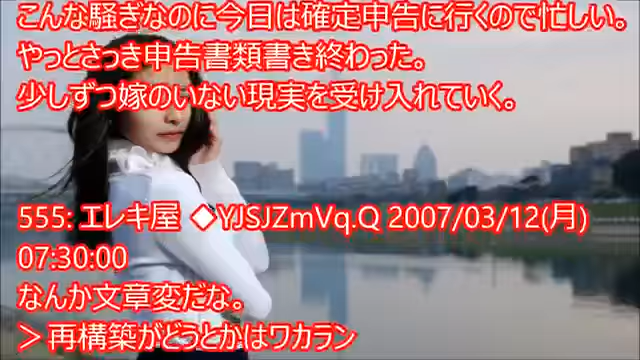 こんな騒ぎなのに今日は確定申告に行くので忙しい。
やっとさっき申告書類書き終わった。
少しずつ嫁のいない現実を受け入れていく。
555: エレキ屋 ◆YJSJZmVq.Q 2007/03/12(月)
07:30:00
なんか文章変だな。
＞再構築がどうとかはワカラン